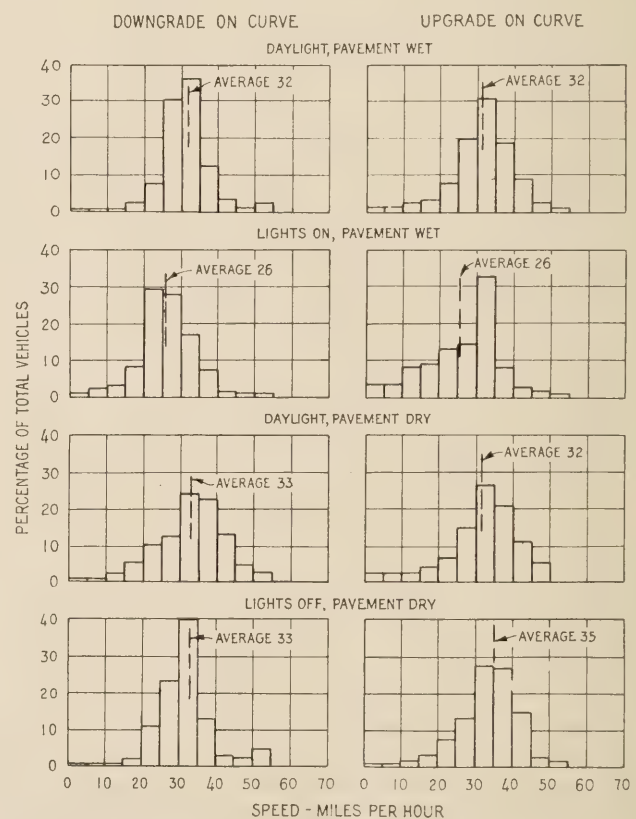 DOWNGRADE ON CURVE UPGRADE ON CURVE
DAYLIGHT, PAVEMENT WET
40
30
20
10
0
AVERAGE 32
AVERAGE 32
LIGHTS ON, PAVEMENT WET
40
30
20
10
0
AVERAGE 26
AVERAGE 26
DAYLIGHT, PAVEMENT DRY
40
30
20
10
0
AVERAGE 33
AVERAGE 32
LIGHTS OFF, PAVEMENT DRY
40
30
20
10
0
AVERAGE 33
AVERAGE 35
0 10 20 30 40 50 60 70 0 10 20 30 40 50 60 70
PERCENTAGE OF TOTAL VEHICLES
SPEED - MILES PER HOUR